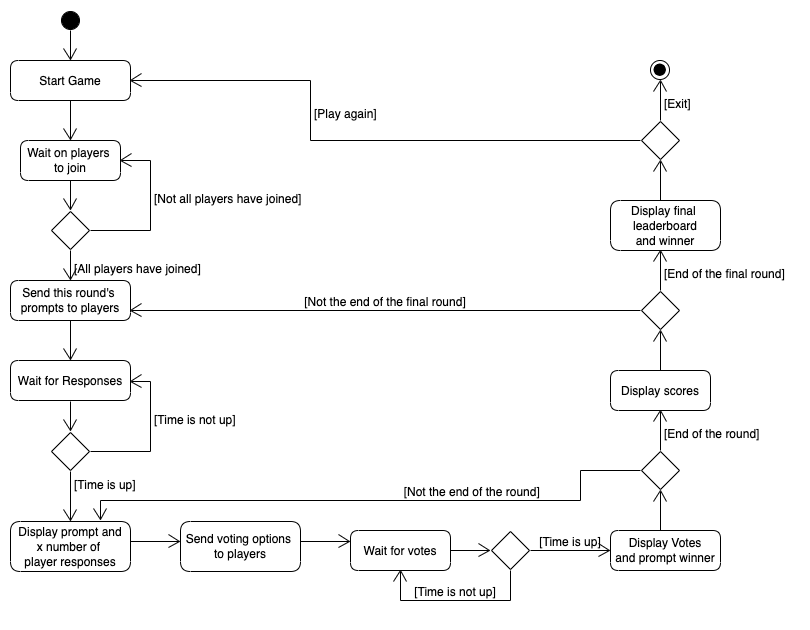 Start Game
[Play again]
[Exit]
Wait on players
to join
[Not all players have joined]
Display final
leaderboard
and winner
[All players have joined]
[End of the final round]
Send this round's
prompts to players
[Not the end of the final round]
Wait for Responses
Display scores
[Time is not up]
[End of the round]
[Time is up]
[Not the end of the round]
Display prompt and
x number of
player responses
Send voting options
to players
Wait for votes
[Time is up]
Display Votes
and prompt winner
[Time is not up]